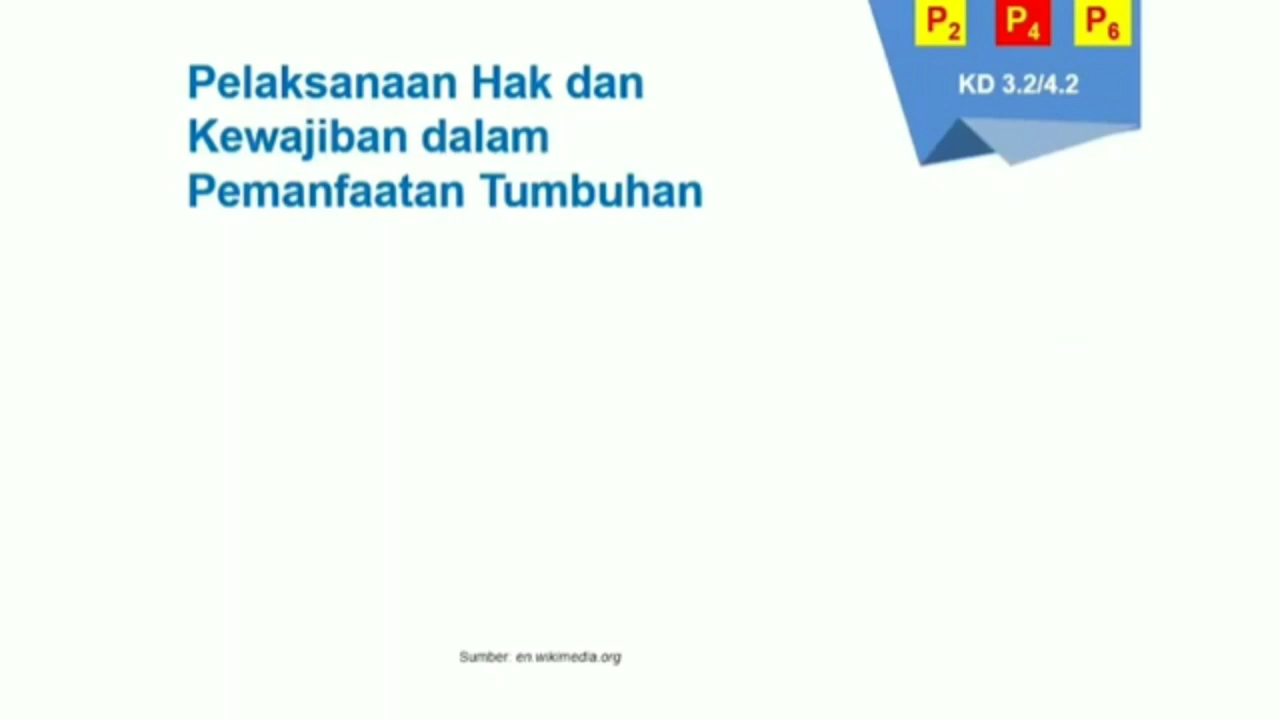 P2 P4 P6
KD 3.2/4.2
Pelaksanaan Hak dan
Kewajiban dalam
Pemanfaatan Tumbuhan
Sumber: en.wikimedia.org